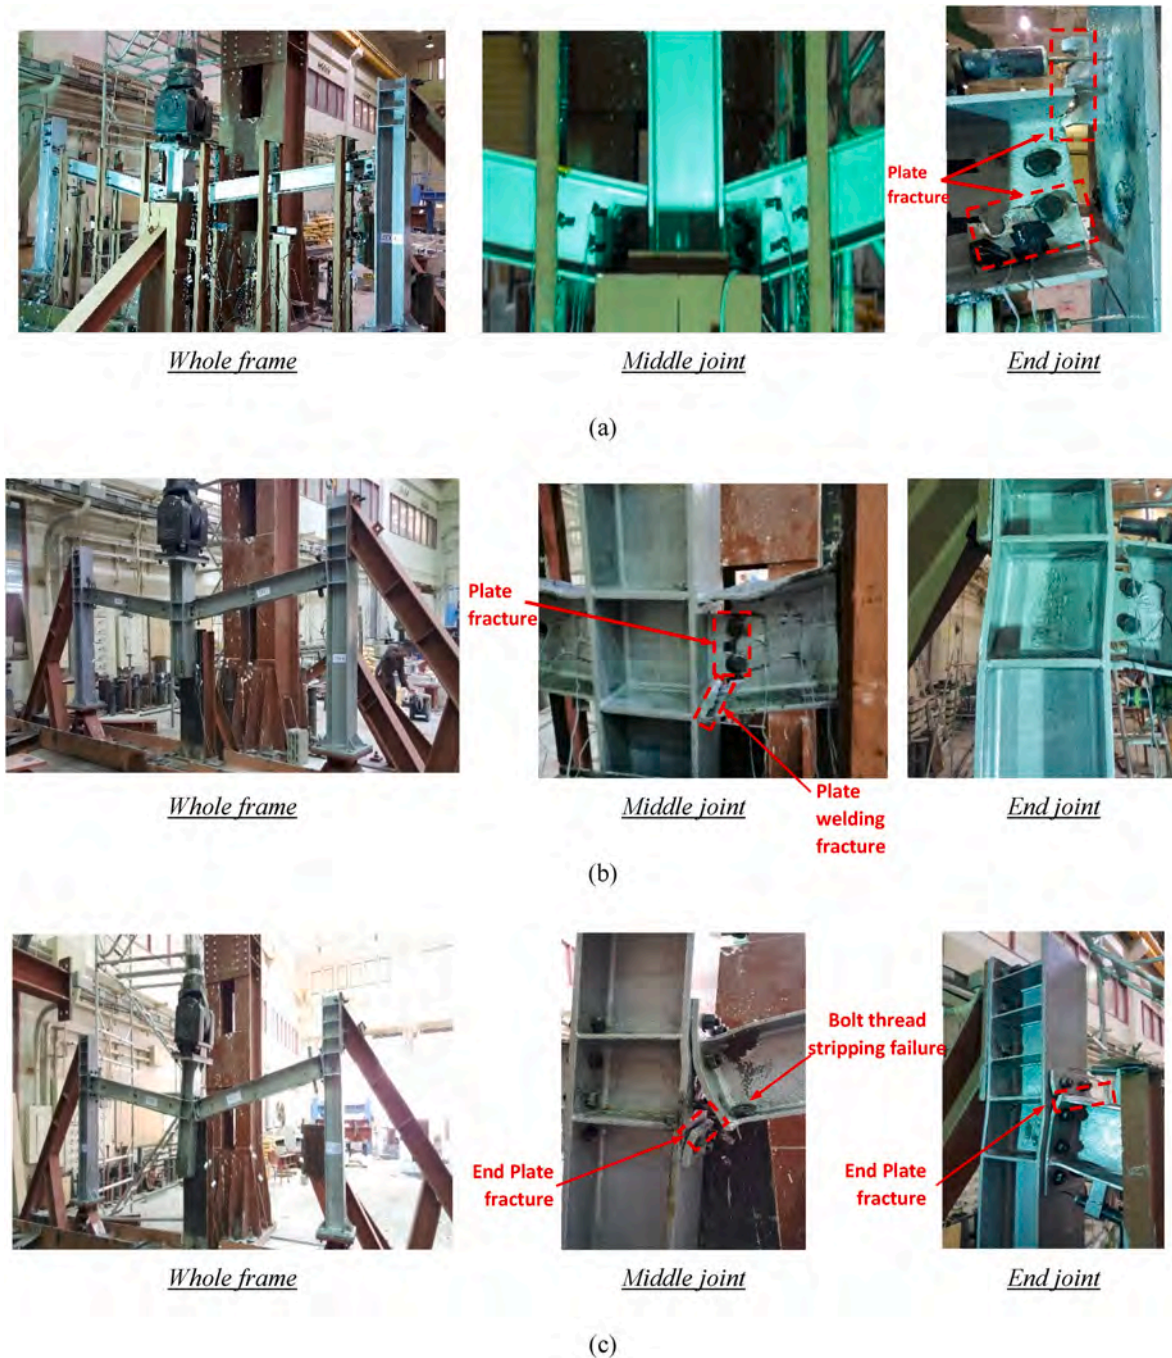 Plate
fracture
Whole frame
Middle joint
End joint
(a)
Plate
fracture
Plate
welding
fracture
Whole frame
Middle joint
End joint
(b)
Bolt thread
stripping failure
End Plate
fracture
End Plate
fracture
Whole frame
Middle joint
End joint
(c)